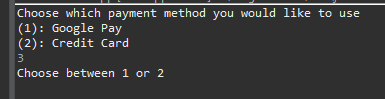 Choose which payment method you would like to use
(1): Google Pay
(2): Credit Card
3
Choose between 1 or 2